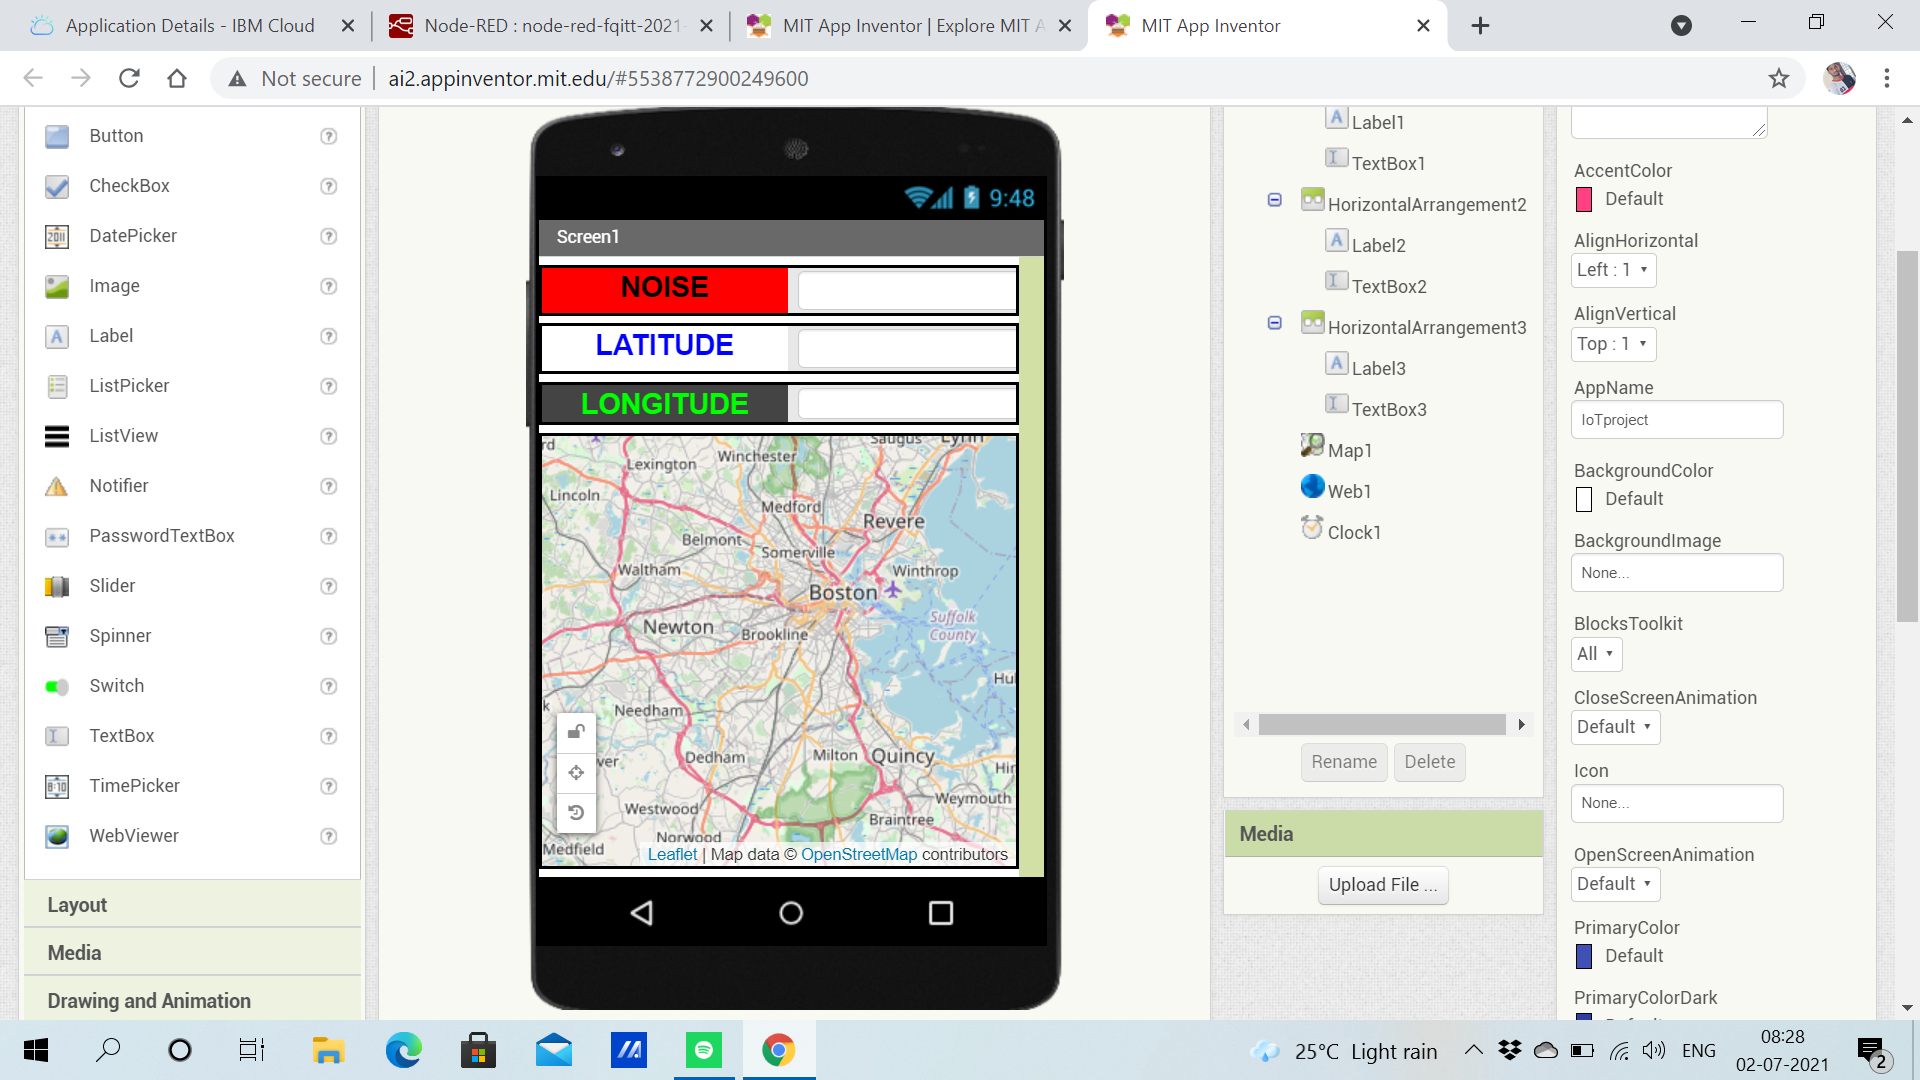 Application Details - IBM Cloud
Node-RED : node-red-fqitt-2021-
MIT App Inventor | Explore MIT A
MIT App Inventor
Not secure
ai2.appinventor.mit.edu/#5538772900249600
Button
CheckBox
DatePicker
Image
Label
ListPicker
ListView
Notifier
PasswordTextBox
Slider
Spinner
Switch
TextBox
TimePicker
WebViewer
Layout
Media
Drawing and Animation
9:48
Screen1
NOISE
LATITUDE
LONGITUDE
rd
Saugus
Lynn
Lexington
Winchester
Lincoln
Medford
Revere
Belmont
Somerville
Waltham
Winthrop
Boston
Newton
Brookline
Suffolk
County
Hu
k
Needham
ver
Dedham
Milton
Quincy
Hir
Westwood
Weymouth
Braintree
Norwood
Medfield
Leaflet | Map data © OpenStreetMap contributors
Label1
TextBox1
HorizontalArrangement2
Label2
TextBox2
HorizontalArrangement3
Label3
TextBox3
Map1
Web1
Clock1
Rename
Delete
Media
Upload File ...
AccentColor
Default
AlignHorizontal
Left : 1
AlignVertical
Top : 1
AppName
IoTproject
BackgroundColor
Default
BackgroundImage
None...
BlocksToolkit
All
CloseScreenAnimation
Default
Icon
None...
OpenScreenAnimation
Default
PrimaryColor
Default
PrimaryColorDark
25°C Light rain
ENG
08:28
02-07-2021
2